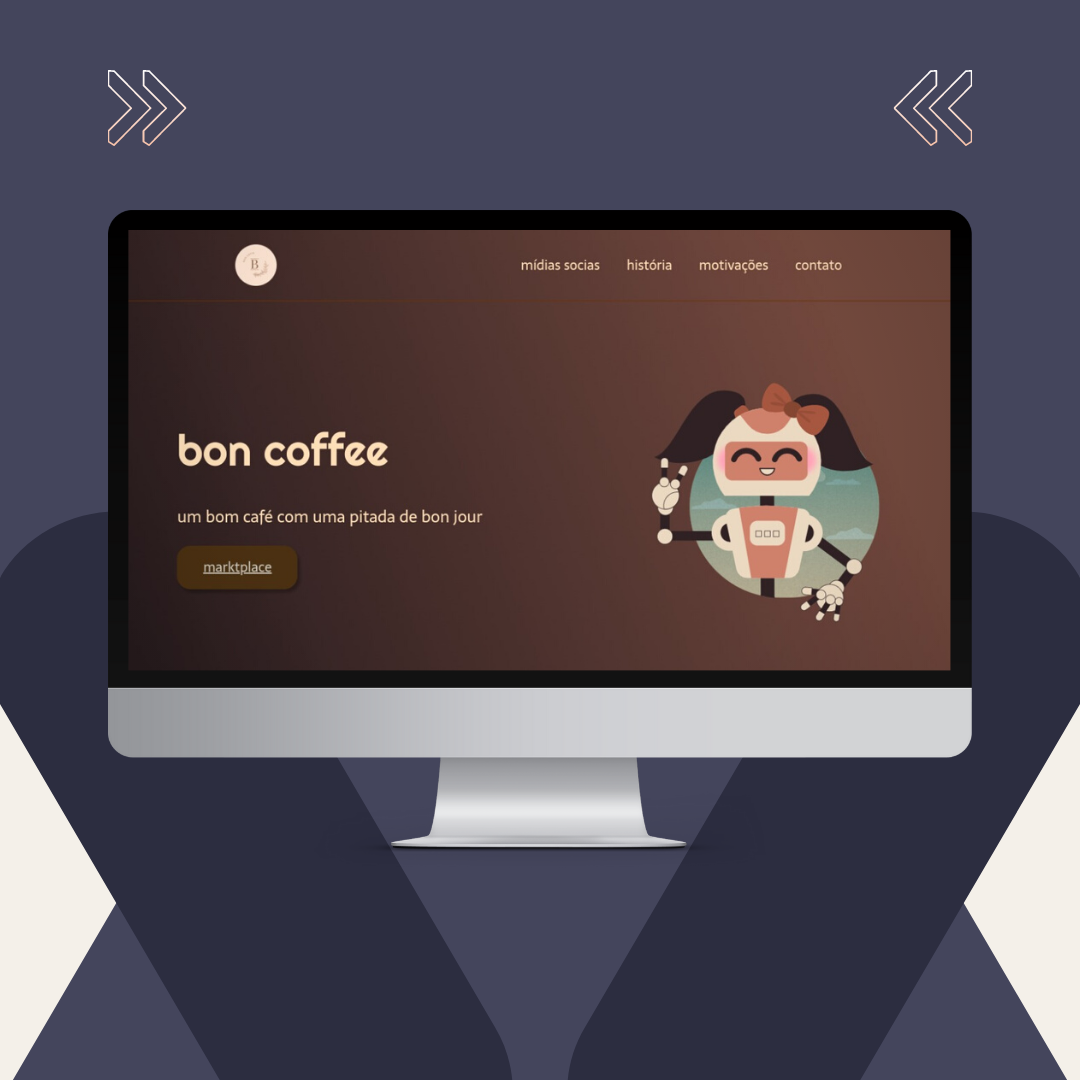 B
mídias socias
história
motivações
contato
bon coffee
um bom café com uma pitada de bon jour
marktplace